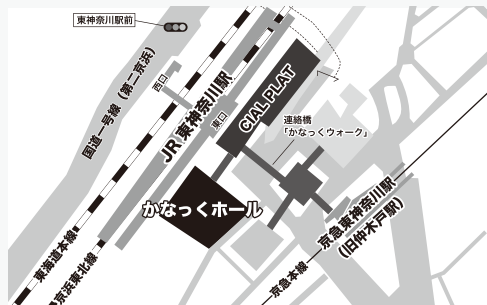 東神奈川駅前
国道一号線（第二京浜）
西口
JR 東神奈川駅
東口
CIAL PLAT
連絡橋
「かなっくウォーク」
かなっくホール
京急東神奈川駅
(旧仲木戸駅)
東海道本線
京浜東北線
京急本線